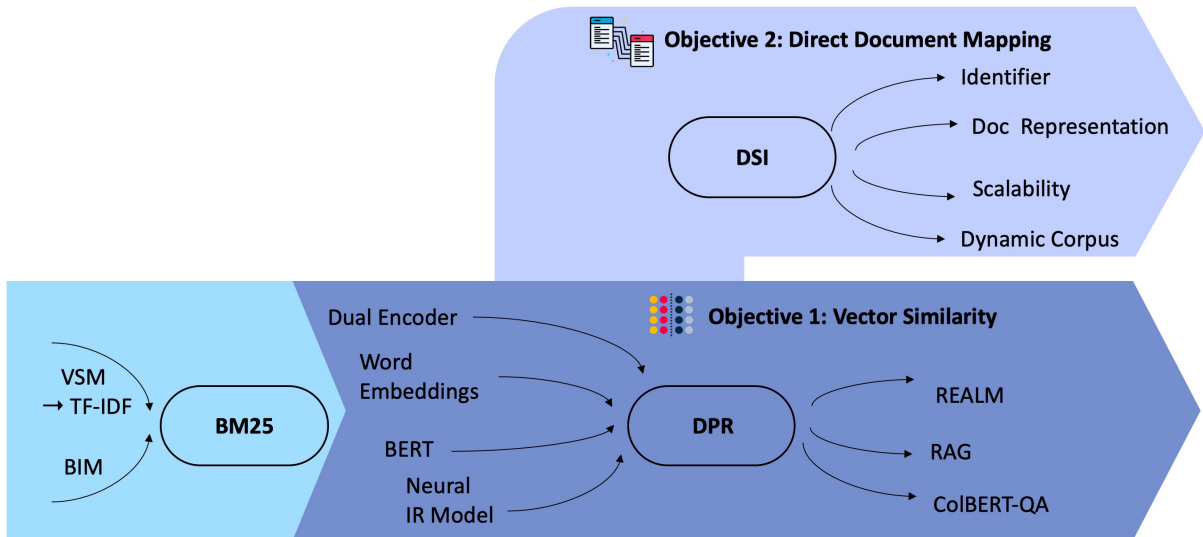 Objective 2: Direct Document Mapping
Identifier
Doc Representation
DSI
Scalability
Dynamic Corpus
Objective 1: Vector Similarity
Dual Encoder
Word
Embeddings
BERT
Neural
IR Model
VSM
→ TF-IDF
BIM
BM25
DPR
REALM
RAG
ColBERT-QA